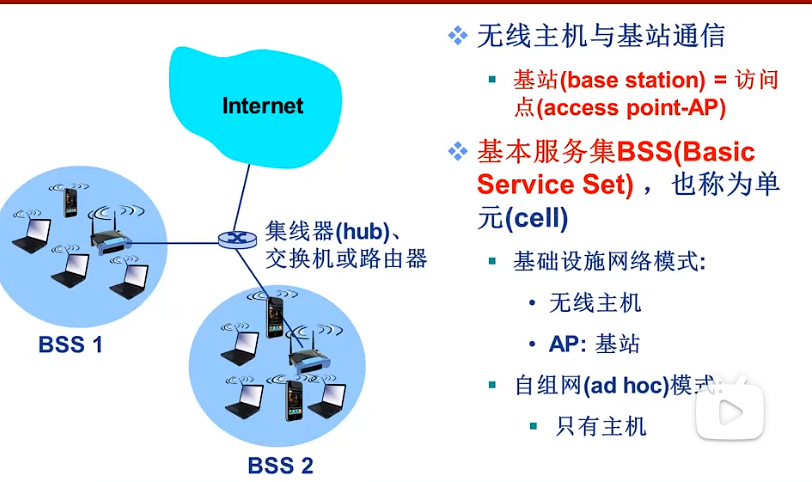 Internet
集线器(hub)、
交换机或路由器
BSS 1
BSS 2
无线主机与基站通信
基站(base station) = 访问
点(access point-AP)
基本服务集BSS(Basic
Service Set) ，也称为单
元(cell)
基础设施网络模式:
无线主机
AP: 基站
自组网(ad hoc)模式:
只有主机